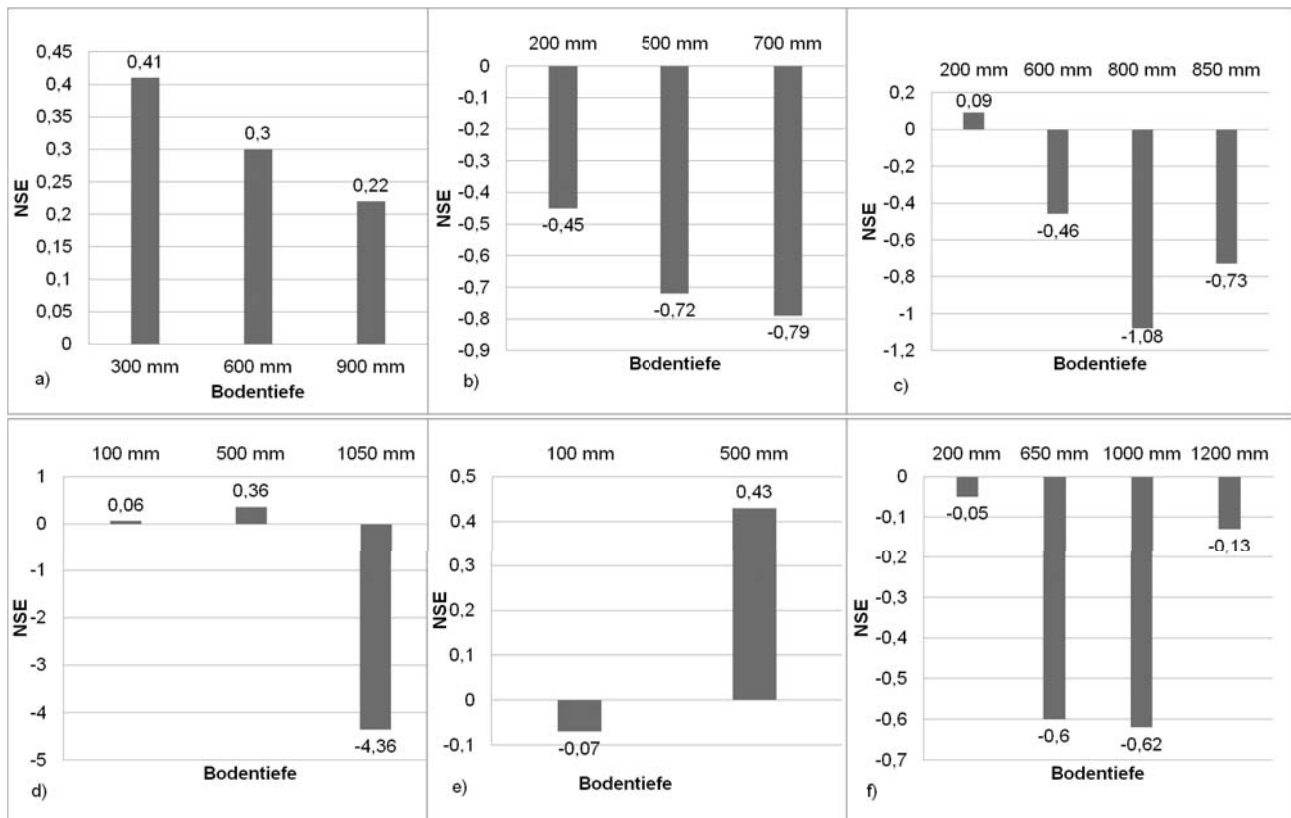 0,45
0,4
0,35
0,3
0,25
0,2
0,15
0,1
0,05
0
NSE
0,41
0,3
0,22
300 mm 600 mm 900 mm
Bodentiefe
a)
200 mm 500 mm 700 mm
0
-0,1
-0,2
-0,3
-0,4
-0,5
-0,6
-0,7
-0,8
-0,9
NSE
-0,45
-0,72
-0,79
Bodentiefe
b)
200 mm 600 mm 800 mm 850 mm
0,2
0
-0,2
-0,4
-0,6
-0,8
-1
-1,2
NSE
0,09
-0,46
-1,08
-0,73
Bodentiefe
c)
100 mm 500 mm 1050 mm
1
0
-1
-2
-3
-4
-5
NSE
0,06
0,36
-4,36
Bodentiefe
d)
100 mm 500 mm
0,5
0,4
0,3
0,2
0,1
0
-0,1
NSE
-0,07
0,43
Bodentiefe
e)
200 mm 650 mm 1000 mm 1200 mm
0
-0,1
-0,2
-0,3
-0,4
-0,5
-0,6
-0,7
NSE
-0,05
-0,6
-0,62
-0,13
Bodentiefe
f)